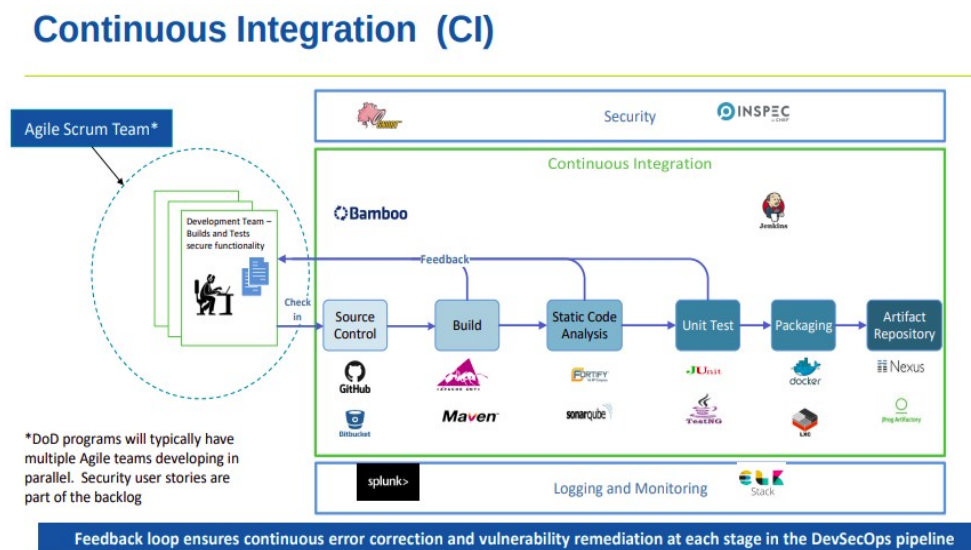 Continuous Integration (CI)
Agile Scrum Team*
Security
INSPEC
Continuous Integration
Bamboo
Jenkins
Development Team –
Builds and Tests
secure functionality
Feedback
Check
in
Source
Control
Build
Static Code
Analysis
Unit Test
Packaging
Artifact
Repository
GitHub
FORTIFY
JUnit
docker
Nexus
Bitbucket
Maven
sonarqube
TestNG
LXC
JFrog Artifactory
*DoD programs will typically have
multiple Agile teams developing in
parallel. Security user stories are
part of the backlog
splunk>
Logging and Monitoring
ELK
Stack
Feedback loop ensures continuous error correction and vulnerability remediation at each stage in the DevSecOps pipeline